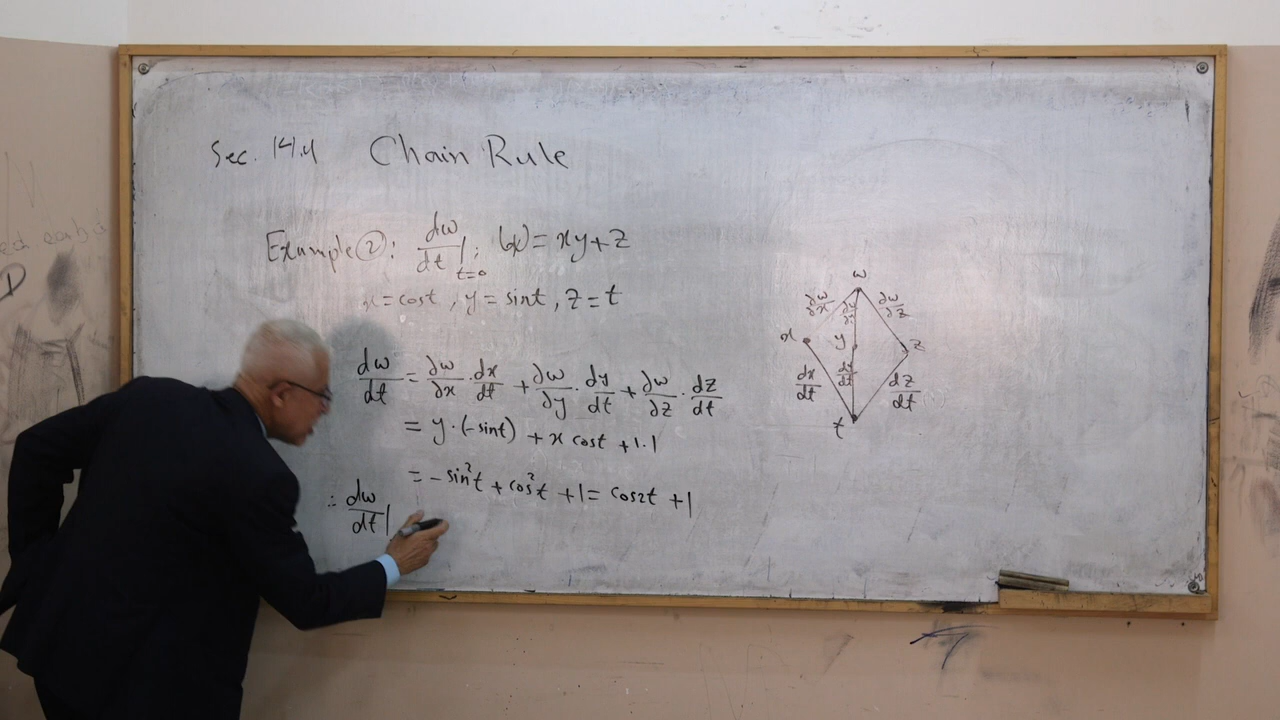 Sec. 14.4 Chain Rule
Example ②: dw/dt|t=0; w = xy+z
x = cost, y = sint, z = t
dw/dt = ∂w/∂x · dx/dt + ∂w/∂y · dy/dt + ∂w/∂z · dz/dt
= y·(-sint) + x cost + 1·1
= -sin²t + cos²t + 1 = cos2t + 1
∴ dw/dt|
w
∂w/∂x ∂w/∂y ∂w/∂z
x y z
dx/dt dy/dt dz/dt
t